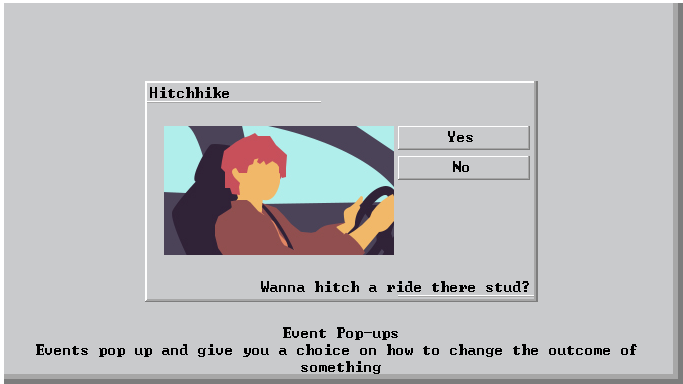 Hitchhike
Yes
No
Wanna hitch a ride there stud?
Event Pop-ups
Events pop up and give you a choice on how to change the outcome of
something